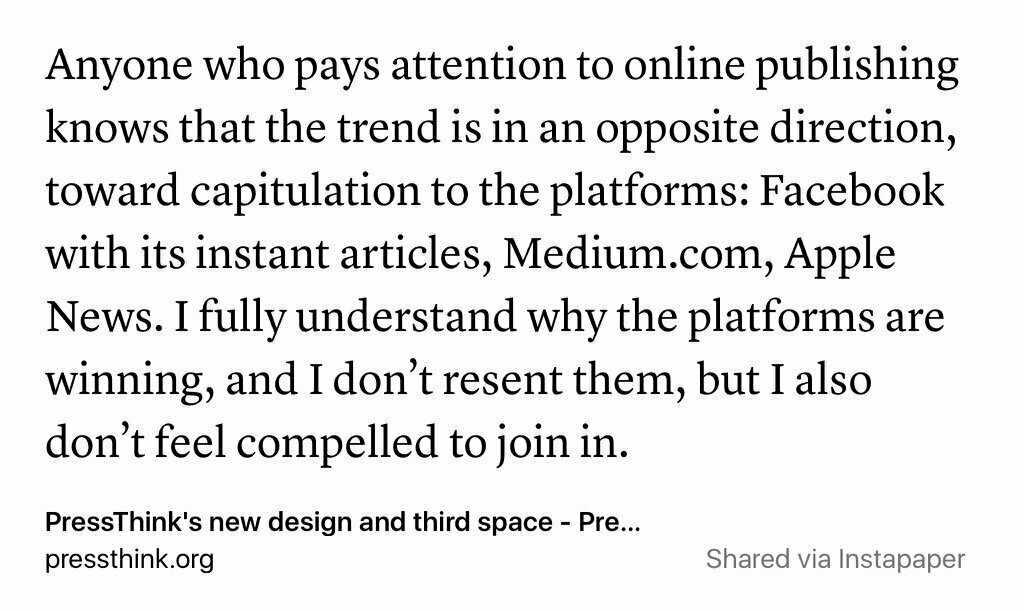 Anyone who pays attention to online publishing
knows that the trend is in an opposite direction,
toward capitulation to the platforms: Facebook
with its instant articles, Medium.com, Apple
News. I fully understand why the platforms are
winning, and I don’t resent them, but I also
don’t feel compelled to join in.
PressThink's new design and third space - Pre...
pressthink.org
Shared via Instapaper